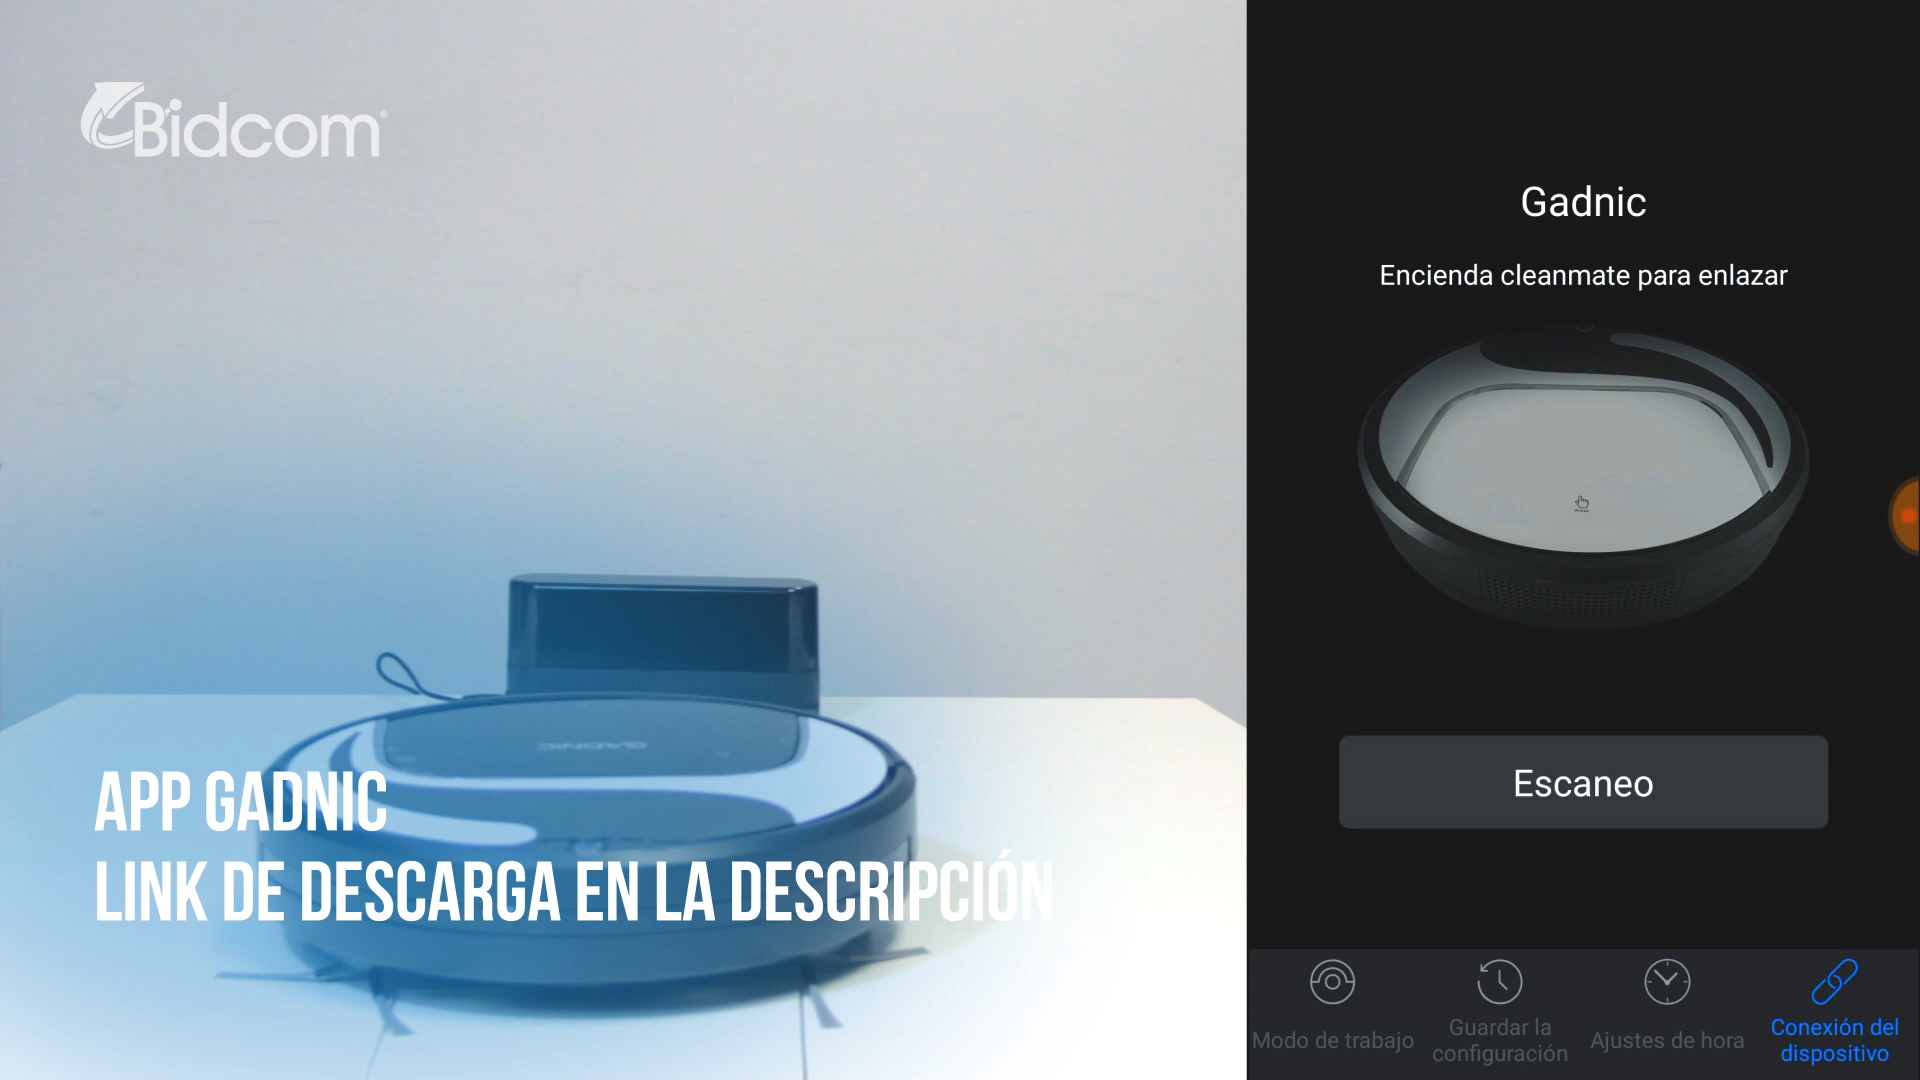 Bidcom
GADNIC
APP GADNIC
LINK DE DESCARGA EN LA DESCRIPCIÓN
Gadnic
Encienda cleanmate para enlazar
Escaneo
Modo de trabajo
Guardar la
configuración
Ajustes de hora
Conexión del
dispositivo